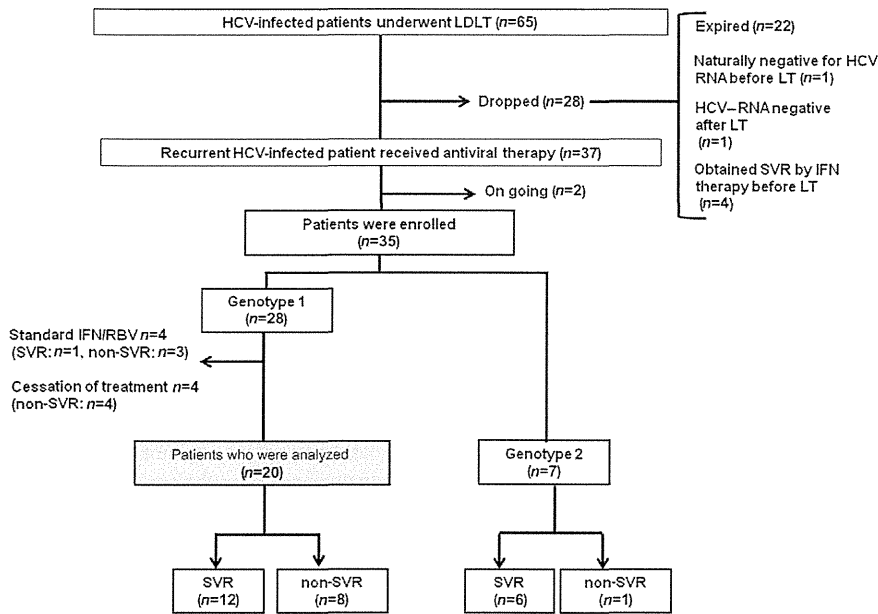 HCV-infected patients underwent LDLT (n=65)
Expired (n=22)
Naturally negative for HCV
RNA before LT (n=1)
Dropped (n=28)
HCV–RNA negative
after LT
(n=1)
Recurrent HCV-infected patient received antiviral therapy (n=37)
Obtained SVR by IFN
therapy before LT
(n=4)
On going (n=2)
Patients were enrolled
(n=35)
Genotype 1
(n=28)
Standard IFN/RBV n=4
(SVR: n=1, non-SVR: n=3)
Cessation of treatment n=4
(non-SVR: n=4)
Patients who were analyzed
(n=20)
Genotype 2
(n=7)
SVR
(n=12)
non-SVR
(n=8)
SVR
(n=6)
non-SVR
(n=1)